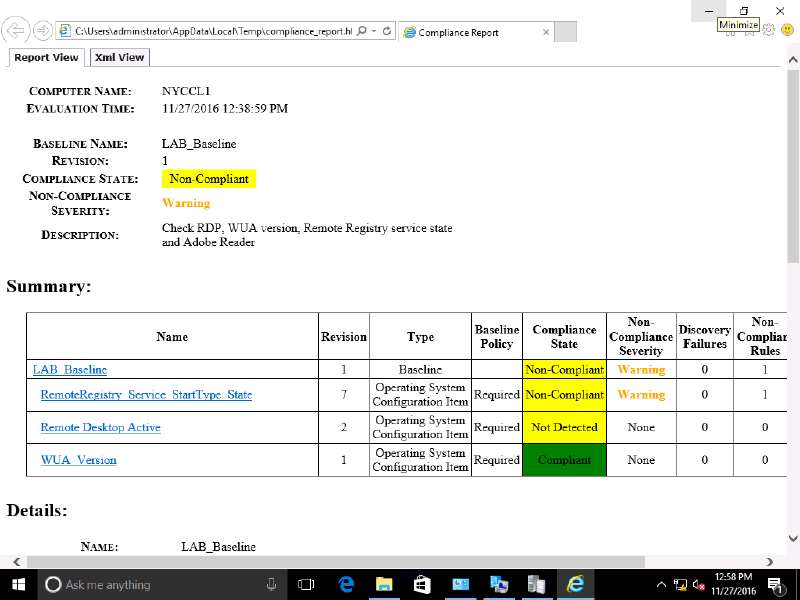 C:\Users\administrator\AppData\Local\Temp\compliance_report.ht
Compliance Report
Minimize
Report View
Xml View
COMPUTER NAME: NYCCL1
EVALUATION TIME: 11/27/2016 12:38:59 PM
BASELINE NAME: LAB_Baseline
REVISION: 1
COMPLIANCE STATE: Non-Compliant
NON-COMPLIANCE
SEVERITY: Warning
DESCRIPTION: Check RDP, WUA version, Remote Registry service state
and Adobe Reader
Summary:
Name Revision Type Baseline Policy Compliance State Non-Compliance Severity Discovery Failures Non-Complian Rules
LAB_Baseline 1 Baseline Non-Compliant Warning 0 1
RemoteRegistry_Service_StartType_State 7 Operating System Configuration Item Required Non-Compliant Warning 0 1
Remote Desktop Active 2 Operating System Configuration Item Required Not Detected None 0 0
WUA_Version 1 Operating System Configuration Item Required Compliant None 0 0
Details:
NAME: LAB_Baseline
Ask me anything
12:58 PM
11/27/2016
1